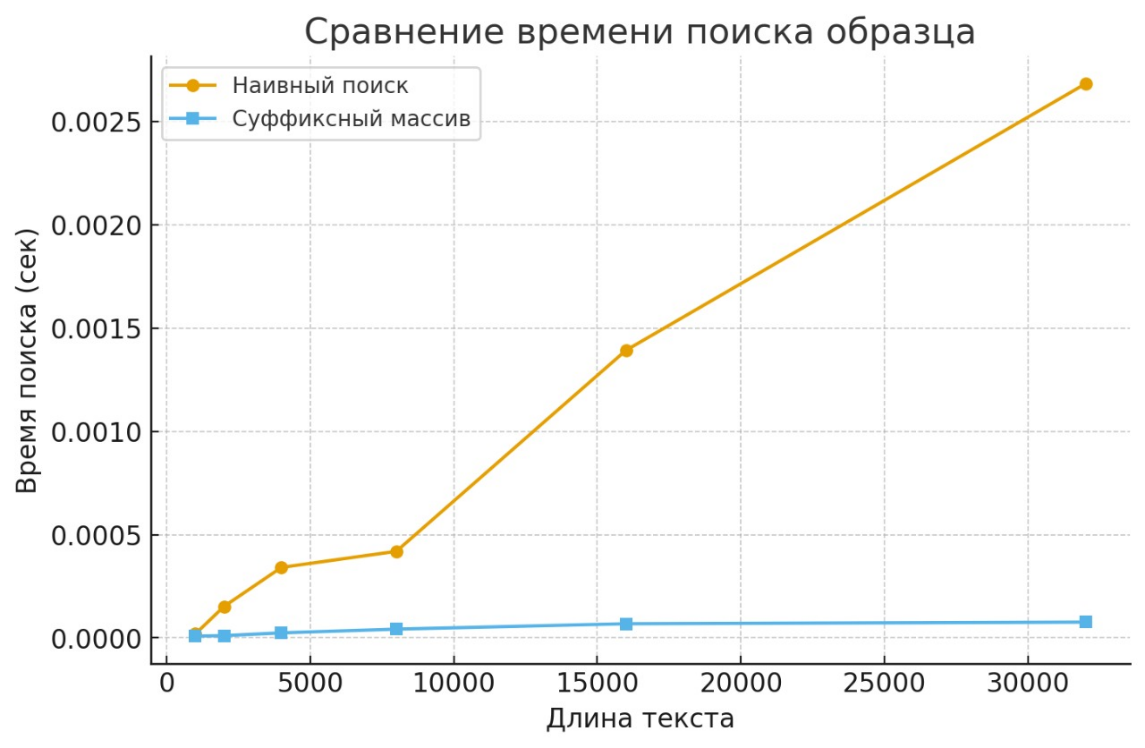 Сравнение времени поиска образца
Наивный поиск
Суффиксный массив
Время поиска (сек)
0.0025
0.0020
0.0015
0.0010
0.0005
0.0000
0 5000 10000 15000 20000 25000 30000
Длина текста